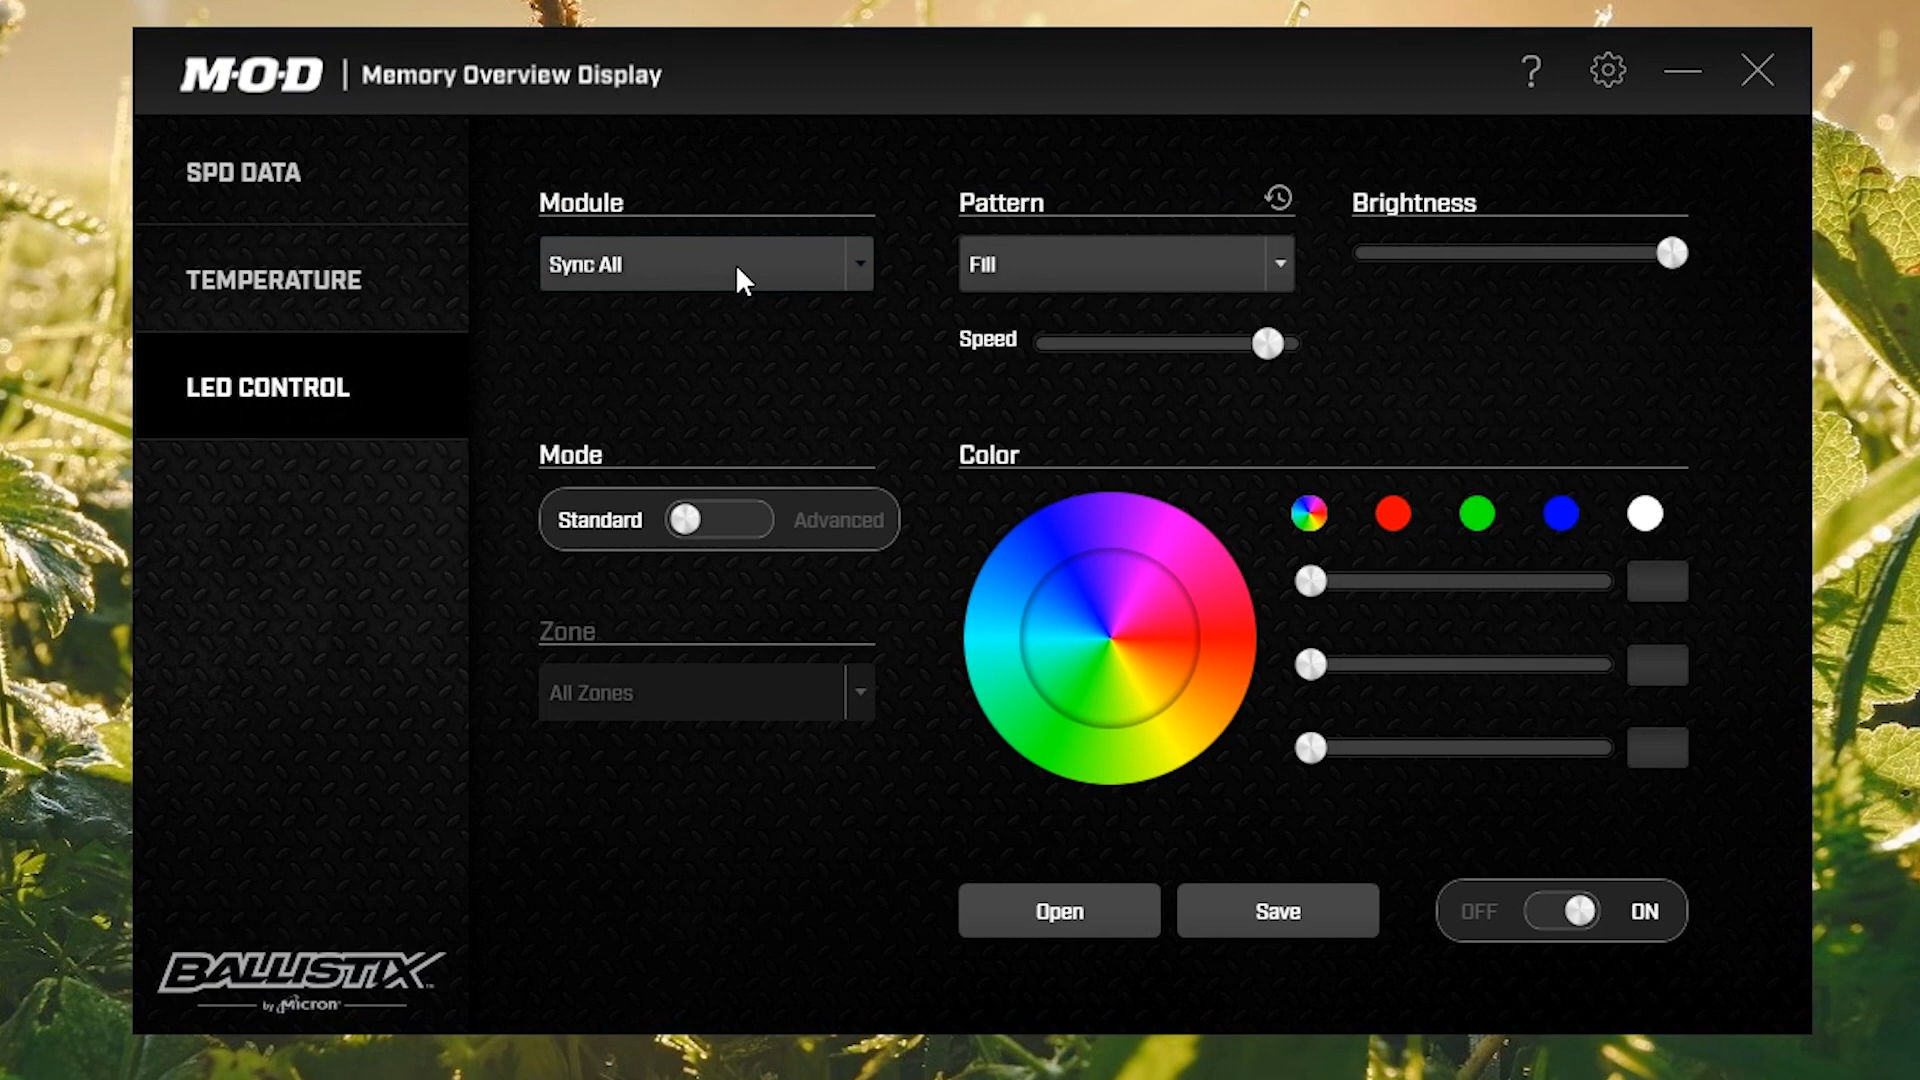 M·O·D | Memory Overview Display
?
SPD DATA
TEMPERATURE
LED CONTROL
Module
Sync All
Pattern
Fill
Speed
Brightness
Mode
Standard
Advanced
Zone
All Zones
Color
Open
Save
OFF
ON
BALLISTIX™
by Micron®